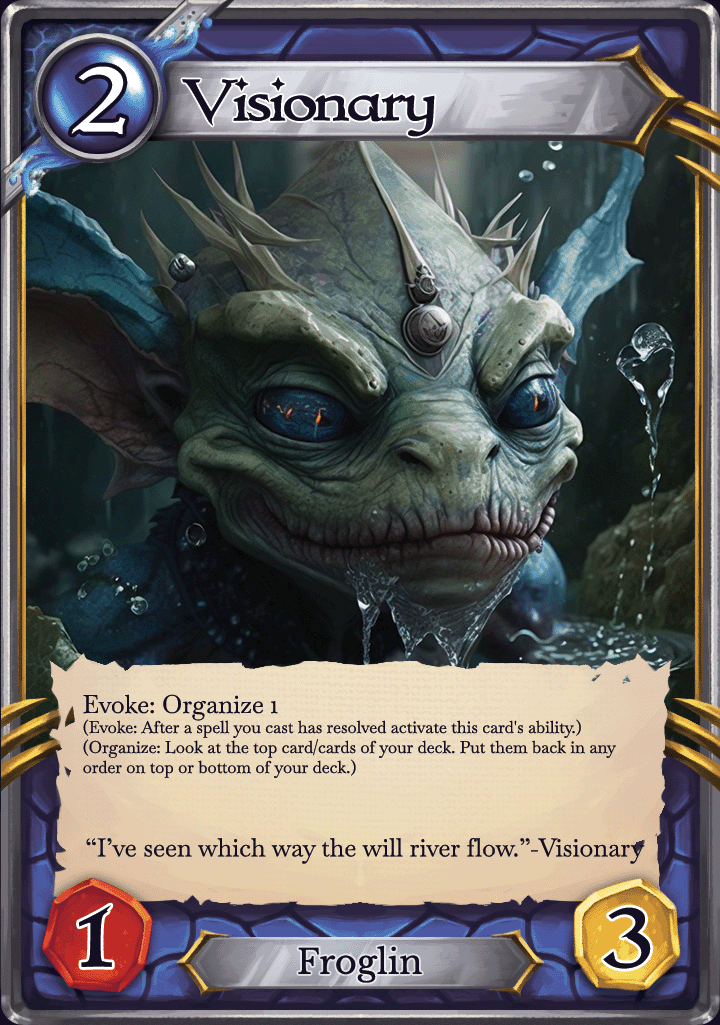 2
Visionary
Evoke: Organize 1
(Evoke: After a spell you cast has resolved activate this card's ability.)
(Organize: Look at the top card/cards of your deck. Put them back in any
order on top or bottom of your deck.)
“I've seen which way the will river flow.”-Visionary
1
Froglin
3